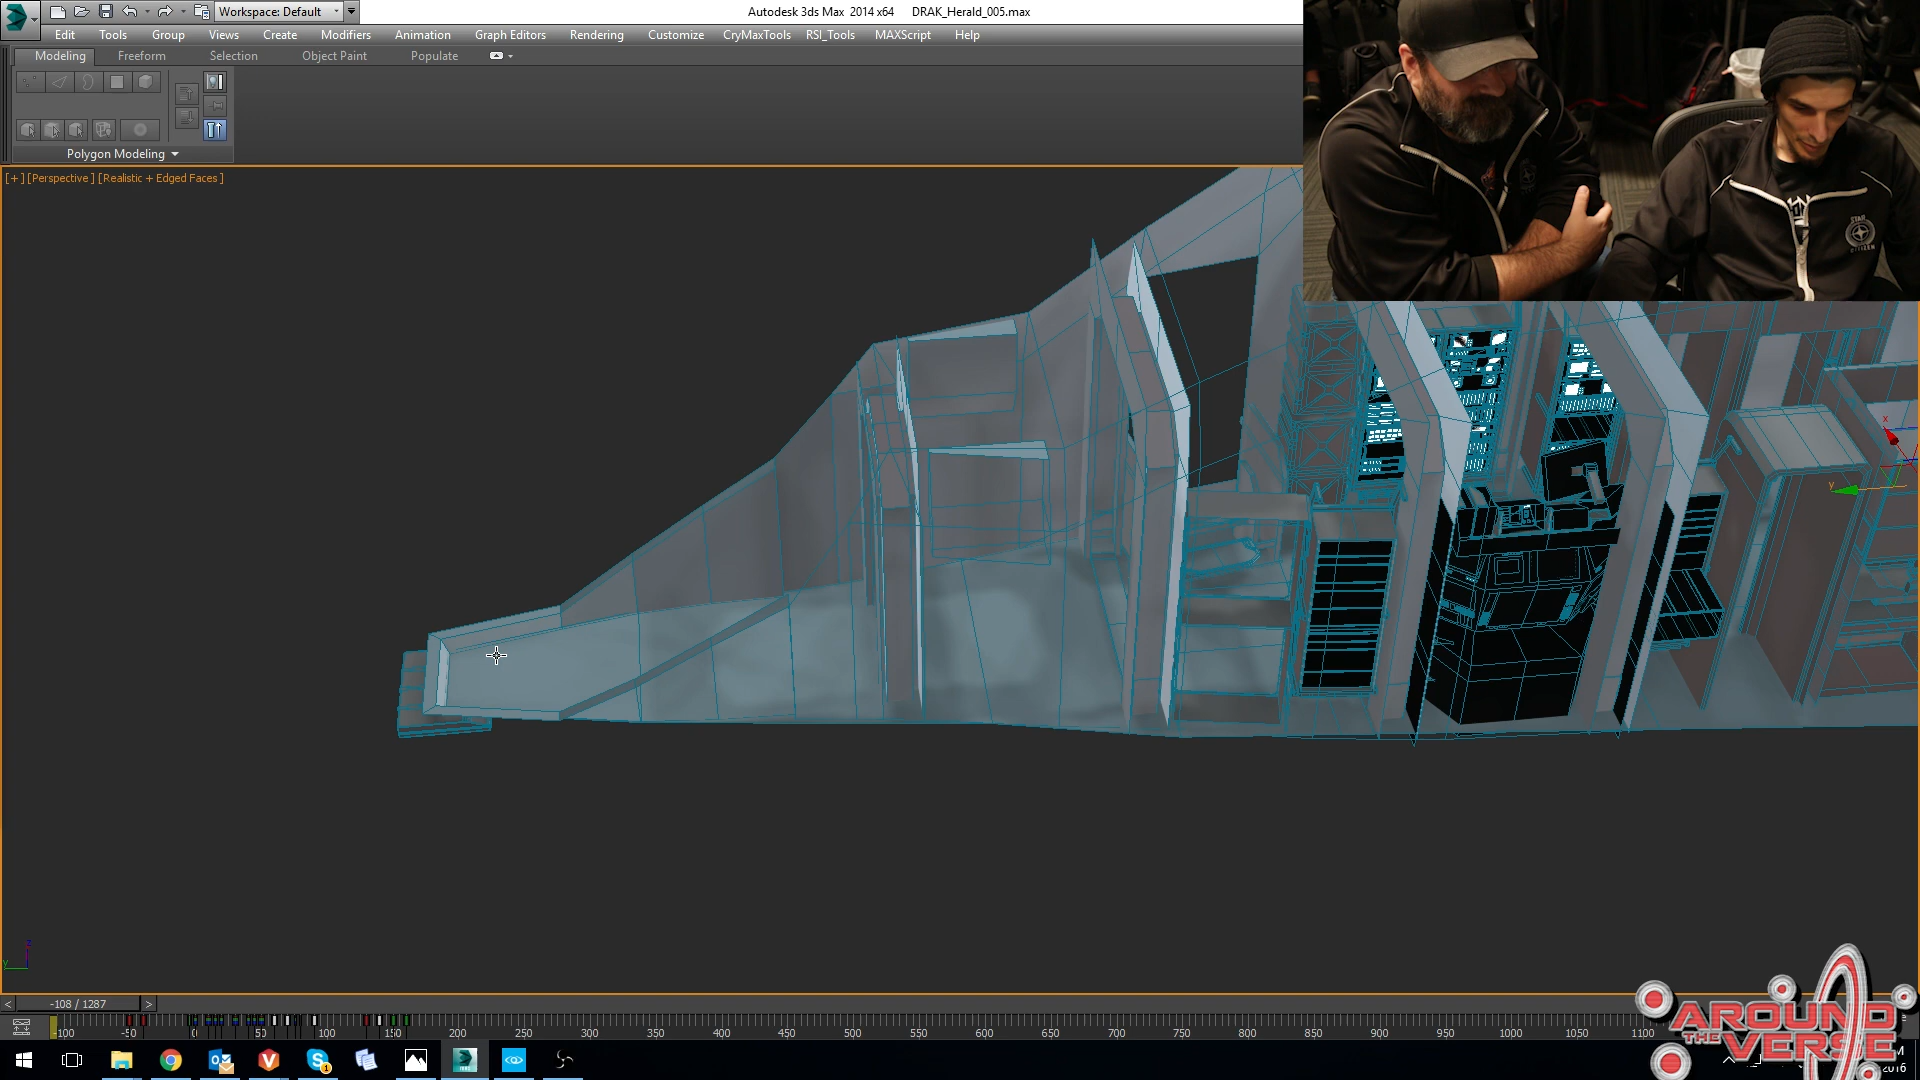 Workspace: Default
Autodesk 3ds Max 2014 x64 DRAK_Herald_005.max
Edit Tools Group Views Create Modifiers Animation Graph Editors Rendering Customize CryMaxTools RSI_Tools MAXScript Help
Modeling Freeform Selection Object Paint Populate
Polygon Modeling
[+] [Perspective] [Realistic + Edged Faces]
STAR
CITIZEN
x
y
z
y
< -108 / 1287 >
-100 -50 0 50 100 150 200 250 300 350 400 450 500 550 600 650 700 750 800 850 900 950 1000 1050 1100
AROUND
THE VERSE
2016